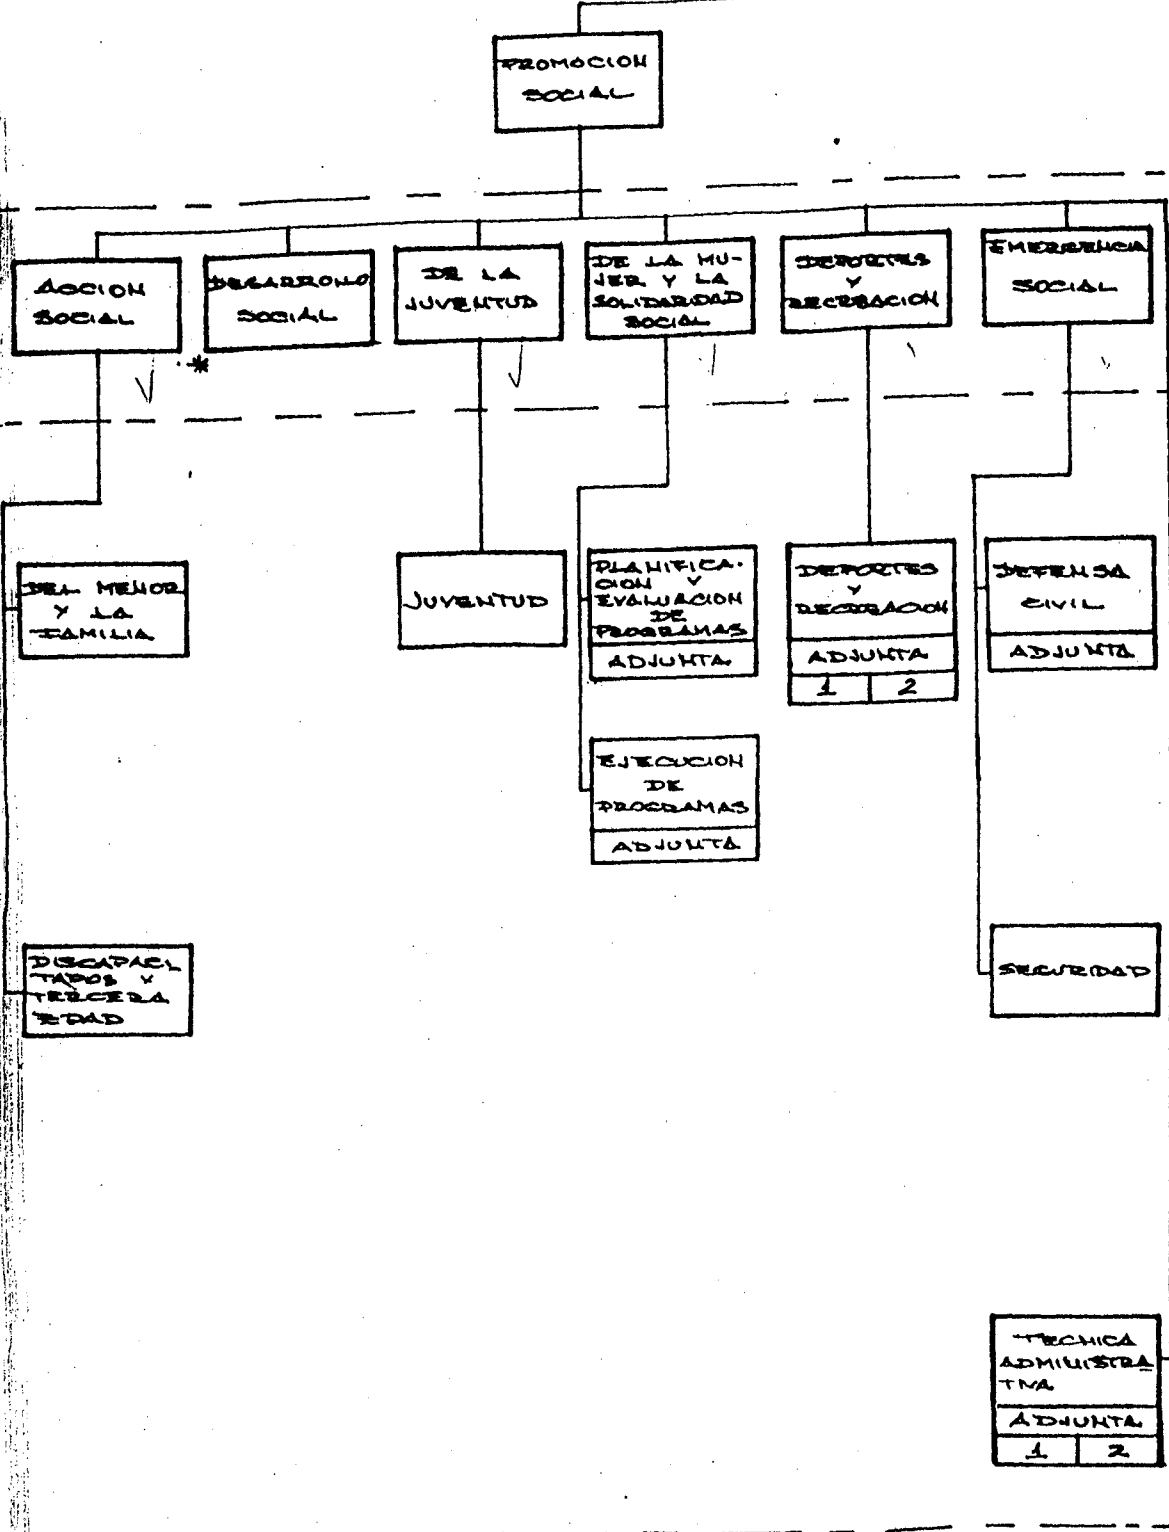 PROMOCION
SOCIAL
ACCION
SOCIAL
DESARROLLO
SOCIAL
DE LA
JUVENTUD
DE LA MU-
JER Y LA
SOLIDARIDAD
SOCIAL
DEPORTES
Y
RECREACION
EMERGENCIA
SOCIAL
*
DEL MENOR
Y LA
FAMILIA
JUVENTUD
PLANIFICA-
CION Y
EVALUACION
DE
PROGRAMAS
ADJUNTA
DEPORTES
Y
RECREACION
ADJUNTA
1 2
DEFENSA
CIVIL
ADJUNTA
EJECUCION
DE
PROGRAMAS
ADJUNTA
DISCAPACI
TADOS Y
TERCERA
EDAD
SEGURIDAD
TECNICA
ADMINISTRA
TIVA
ADJUNTA
1 2